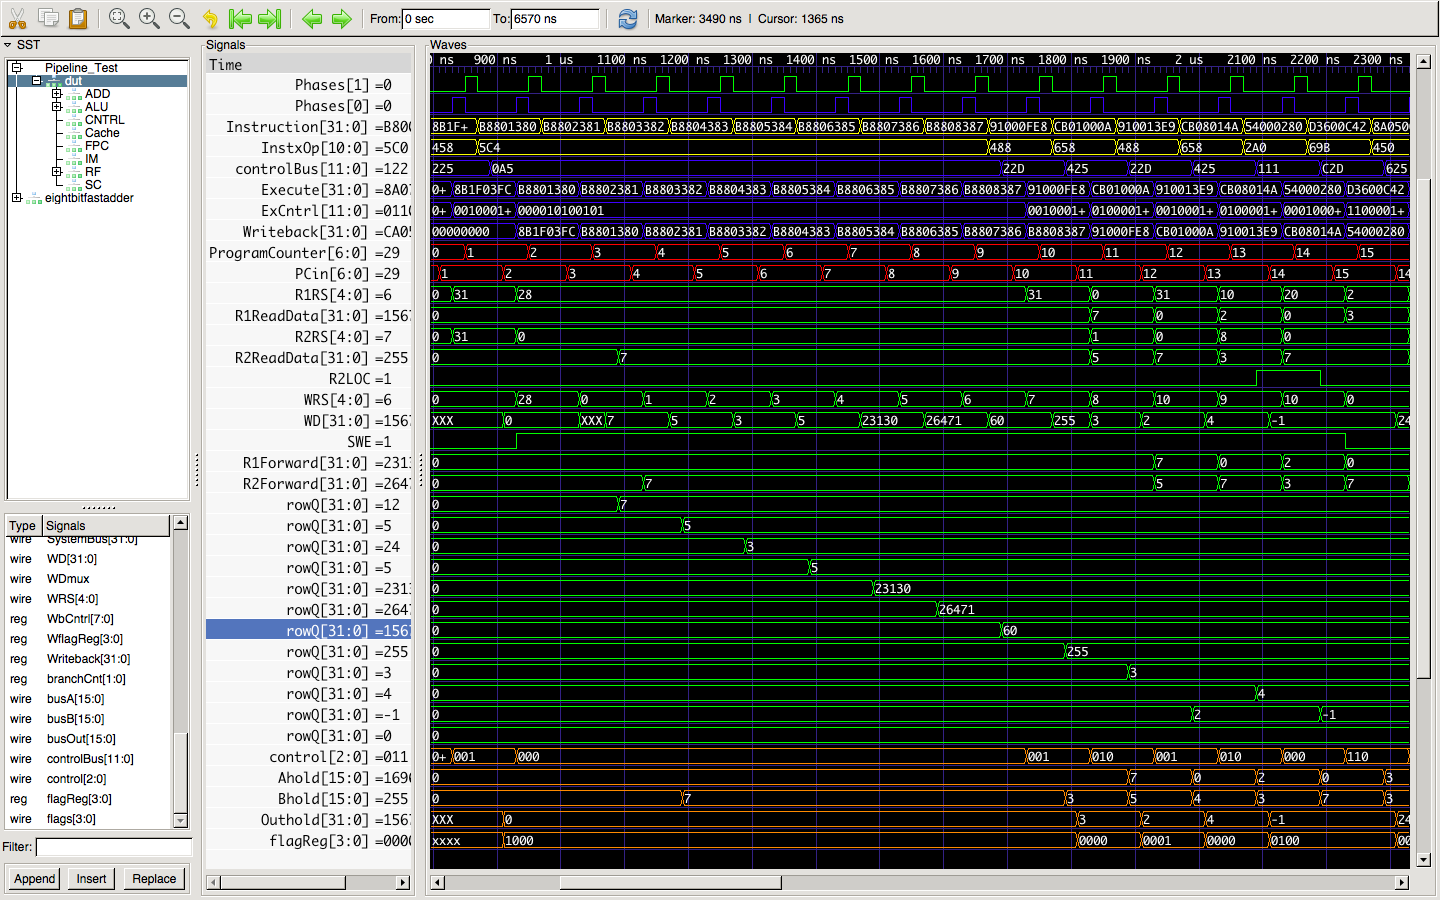 From: 0 sec To: 6570 ns Marker: 3490 ns | Cursor: 1365 ns
SST
Pipeline_Test
dut
ADD
ALU
CNTRL
Cache
FPC
IM
RF
SC
eightbitfastadder
Type Signals
wire SystemBus[31:0]
wire WD[31:0]
wire WDmux
wire WRS[4:0]
reg WbCntrl[7:0]
reg WflagReg[3:0]
reg Writeback[31:0]
reg branchCnt[1:0]
wire busA[15:0]
wire busB[15:0]
wire busOut[15:0]
wire controlBus[11:0]
wire control[2:0]
reg flagReg[3:0]
wire flags[3:0]
Filter:
Append Insert Replace
Signals
Time
Phases[1] =0
Phases[0] =0
Instruction[31:0] =B80
InstxOp[10:0] =5C0
controlBus[11:0] =122
Execute[31:0] =8A07
ExCntrl[11:0] =0110
Writeback[31:0] =CA05
ProgramCounter[6:0] =29
PCin[6:0] =29
R1RS[4:0] =6
R1ReadData[31:0] =1567
R2RS[4:0] =7
R2ReadData[31:0] =255
R2LOC =1
WRS[4:0] =6
WD[31:0] =1567
SWE =1
R1Forward[31:0] =2313
R2Forward[31:0] =2647
rowQ[31:0] =12
rowQ[31:0] =5
rowQ[31:0] =24
rowQ[31:0] =5
rowQ[31:0] =2313
rowQ[31:0] =2647
rowQ[31:0] =1567
rowQ[31:0] =255
rowQ[31:0] =3
rowQ[31:0] =4
rowQ[31:0] =-1
rowQ[31:0] =0
control[2:0] =011
Ahold[15:0] =1690
Bhold[15:0] =255
Outhold[15:0] =1567
flagReg[3:0] =0000
Waves
ns 900 ns 1 us 1100 ns 1200 ns 1300 ns 1400 ns 1500 ns 1600 ns 1700 ns 1800 ns 1900 ns 2 us 2100 ns 2200 ns 2300 ns
8B1F+ B8801380 B8802381 B8803382 B8804383 B8805384 B8806385 B8807386 B8808387 91000FE8 CB01000A 910013E9 CB08014A 54000280 D3600C42 8A050
458 5C4 488 658 488 658 2A0 69B 450
225 0A5 22D 425 22D 425 111 C2D 625
0+ 8B1F03FC B8801380 B8802381 B8803382 B8804383 B8805384 B8806385 B8807386 B8808387 91000FE8 CB01000A 910013E9 CB08014A 54000280 D3600C42
0+ 0010001+ 000010100101 0010001+ 0100001+ 0010001+ 0100001+ 0001000+ 1100001+
00000000 8B1F03FC B8801380 B8802381 B8803382 B8804383 B8805384 B8806385 B8807386 B8808387 91000FE8 CB01000A 910013E9 CB08014A 54000280
0 1 2 3 4 5 6 7 8 9 10 11 12 13 14 15
1 2 3 4 5 6 7 8 9 10 11 12 13 14 15 14
0 31 28 31 0 31 10 20 2
0 7 0 2 0 3
0 31 0 1 0 8 0
0 7 5 7 3 7
0 28 0 1 2 3 4 5 6 7 8 10 9 10 0
XXX 0 XXX 7 5 3 5 23130 26471 60 255 3 2 4 -1 24
0 7 0 2 0
0 7 5 7 3 7
0 7
0 5
0 3
0 5
0 23130
0 26471
0 60
0 255
0 3
0 4
0 2 -1
0
0+ 001 000 001 010 001 010 000 110
0 7 0 2 0 3
0 7 3 5 4 3 7 3
XXX 0 3 2 4 -1 24
xxxx 1000 0000 0001 0000 0100 00